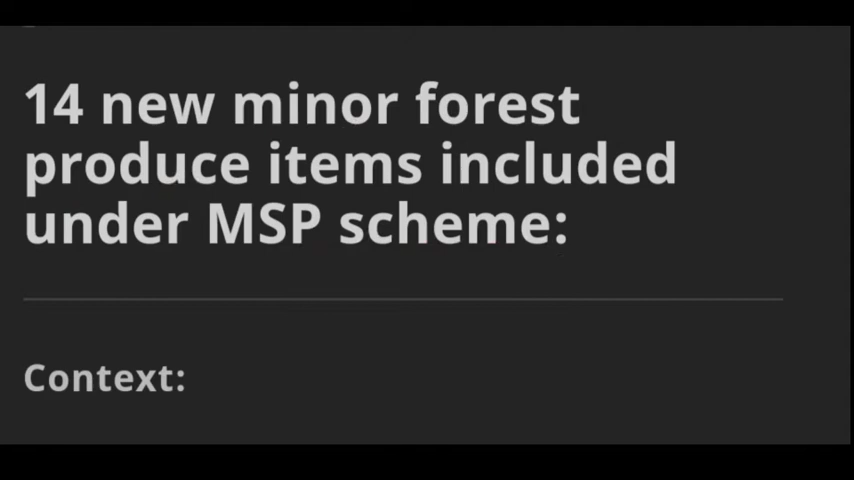 14 new minor forest
produce items included
under MSP scheme:
Context: